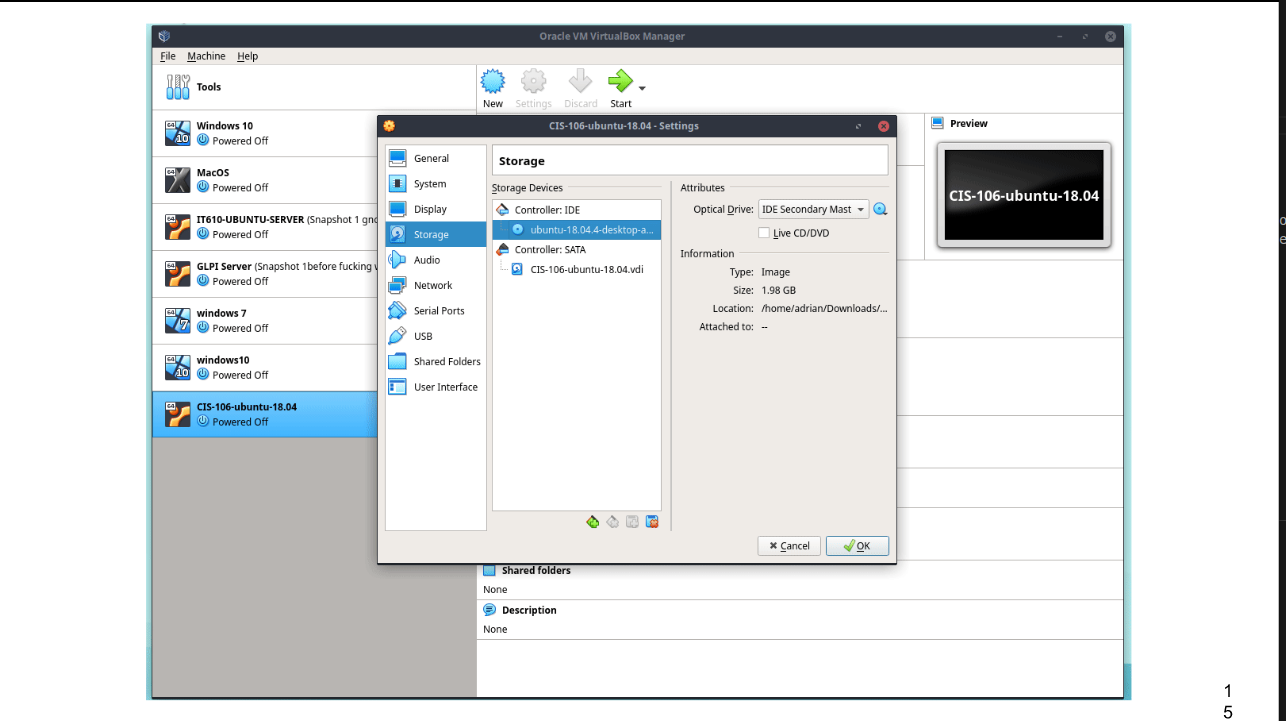 Oracle VM VirtualBox Manager
File Machine Help
Tools
New Settings Discard Start
Windows 10
Powered Off
MacOS
Powered Off
IT610-UBUNTU-SERVER (Snapshot 1 gno
Powered Off
GLPI Server (Snapshot 1before fucking w
Powered Off
windows 7
Powered Off
windows10
Powered Off
CIS-106-ubuntu-18.04
Powered Off
CIS-106-ubuntu-18.04 - Settings
General
System
Display
Storage
Audio
Network
Serial Ports
USB
Shared Folders
User Interface
Storage
Storage Devices
Controller: IDE
ubuntu-18.04.4-desktop-a...
Controller: SATA
CIS-106-ubuntu-18.04.vdi
Attributes
Optical Drive: IDE Secondary Mast
Live CD/DVD
Information
Type: Image
Size: 1.98 GB
Location: /home/adrian/Downloads/...
Attached to: --
Cancel OK
Preview
CIS-106-ubuntu-18.04
Shared folders
None
Description
None
1
5